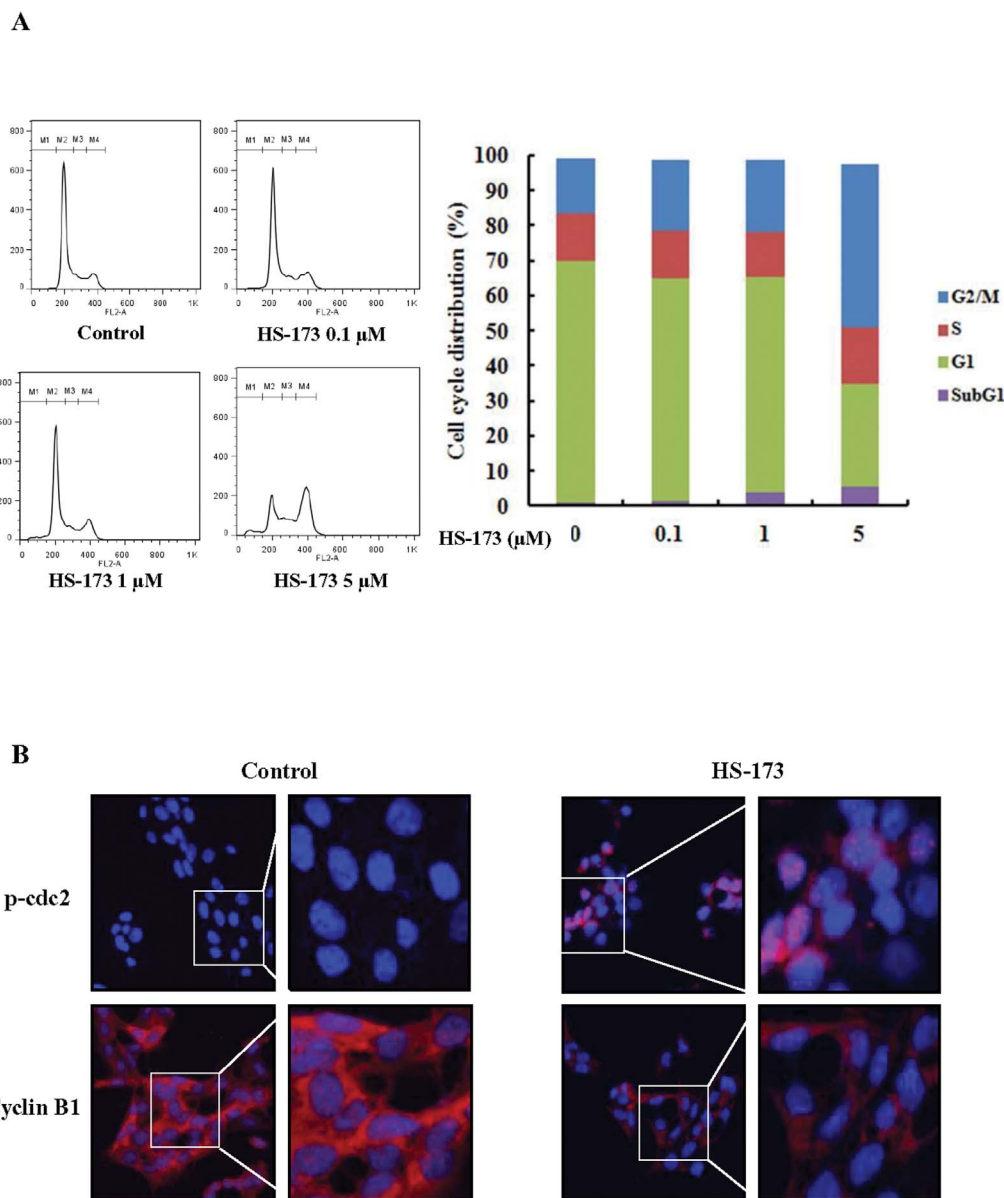 A
800
600
400
200
0
M1 M2 M3 M4
0 200 400 600 800 1K
FL2-A
Control
800
600
400
200
0
M1 M2 M3 M4
0 200 400 600 800 1K
FL2-A
HS-173 0.1 μM
800
600
400
200
0
M1 M2 M3 M4
0 200 400 600 800 1K
FL2-A
HS-173 1 μM
800
600
400
200
0
M1 M2 M3 M4
0 200 400 600 800 1K
FL2-A
HS-173 5 μM
Cell cycle distribution (%)
100
90
80
70
60
50
40
30
20
10
0
HS-173 (μM) 0 0.1 1 5
G2/M
S
G1
SubG1
B
Control HS-173
p-cdc2
yclin B1